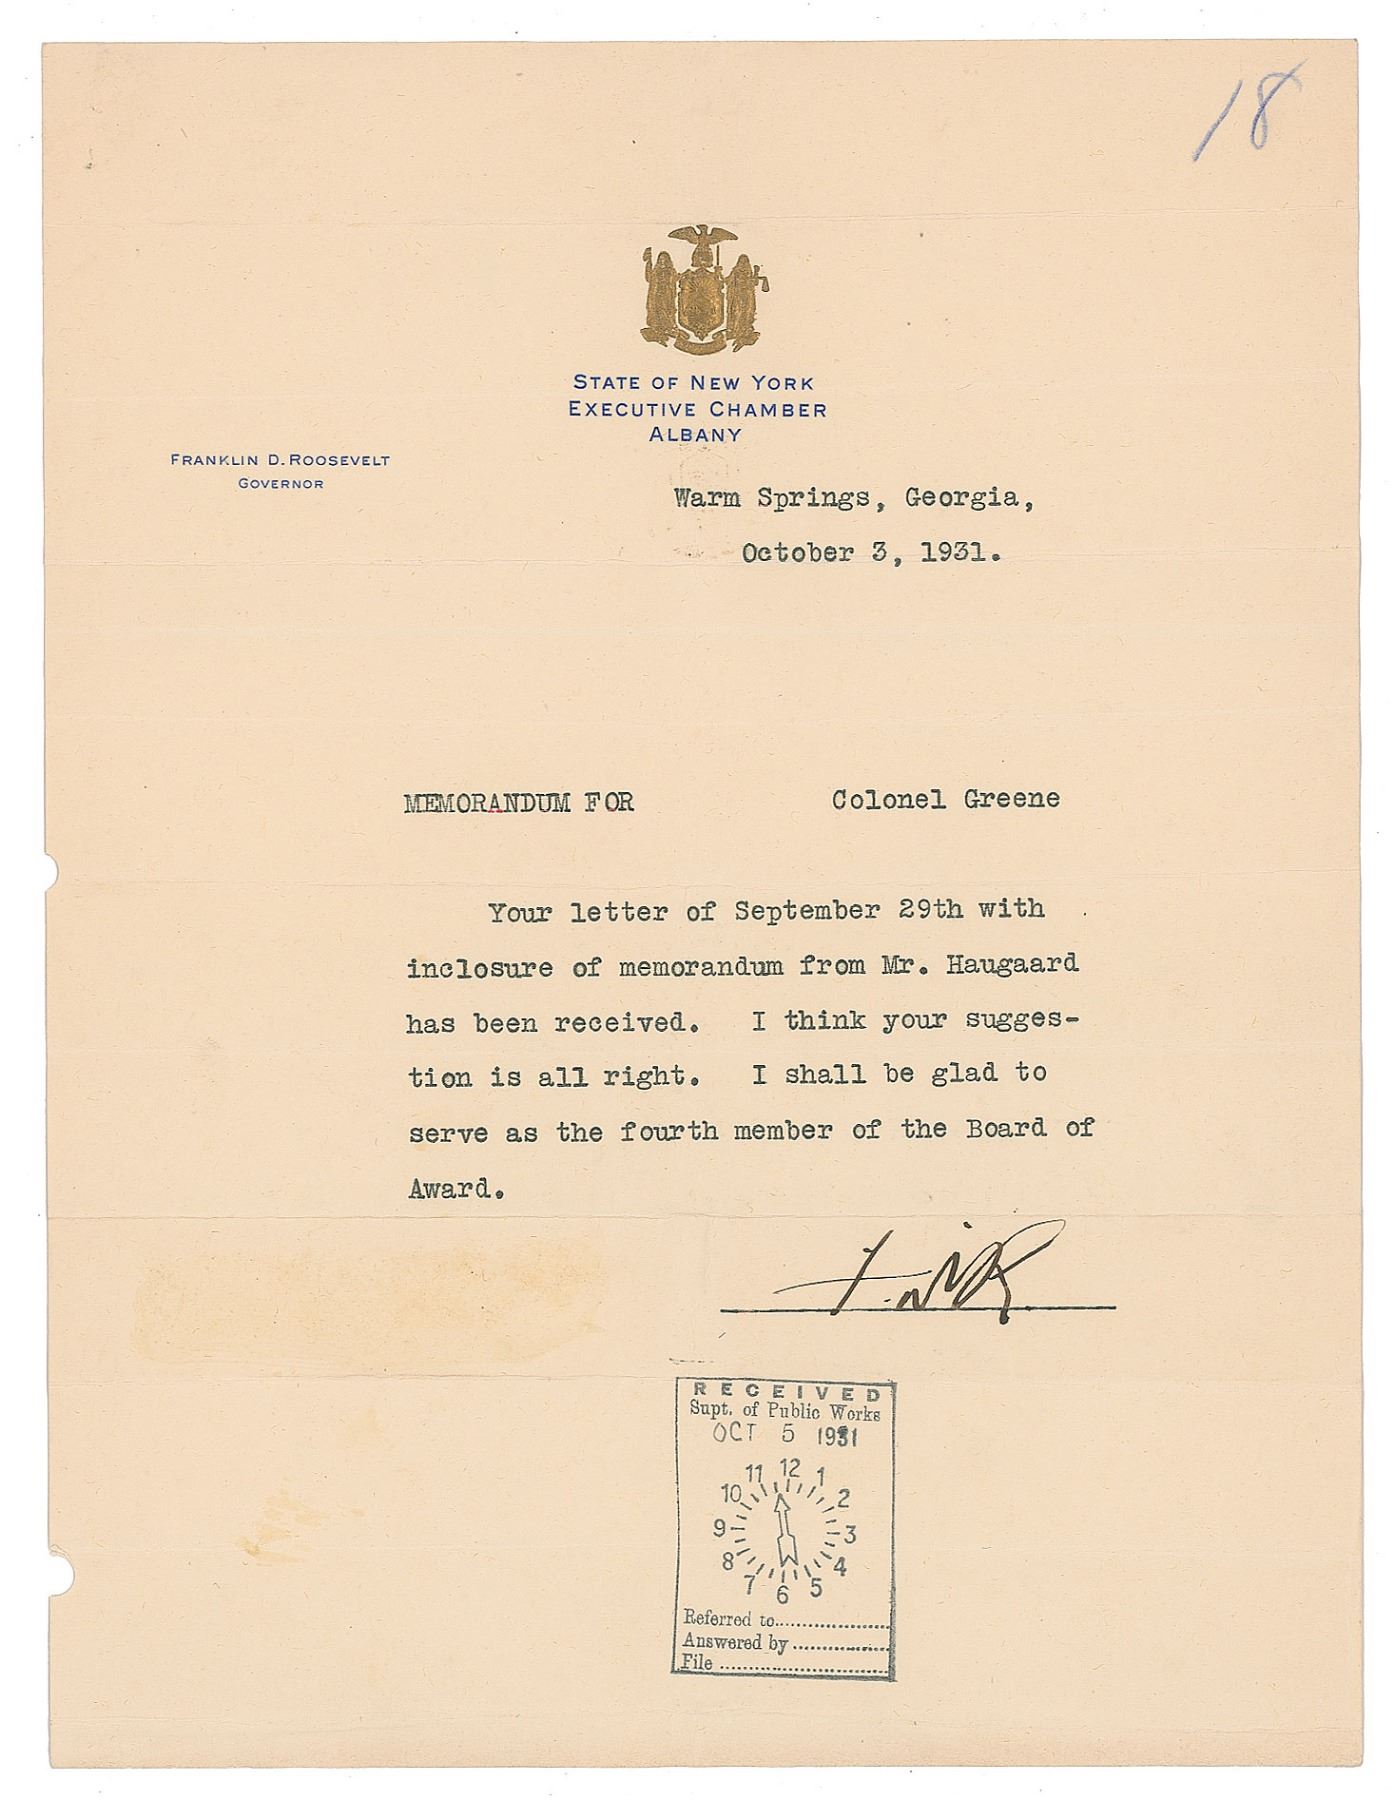 18
STATE OF NEW YORK
EXECUTIVE CHAMBER
ALBANY
FRANKLIN D. ROOSEVELT
GOVERNOR
Warm Springs, Georgia,
October 3, 1931.
MEMORANDUM FOR Colonel Greene
Your letter of September 29th with
inclosure of memorandum from Mr. Haugaard
has been received. I think your sugges-
tion is all right. I shall be glad to
serve as the fourth member of the Board of
Award.
F.D.R.
RECEIVED
Supt. of Public Works
OCT 5 1931
12 1 2 3 4 5 6 7 8 9 10 11
Referred to....................
Answered by ................
File ..............................